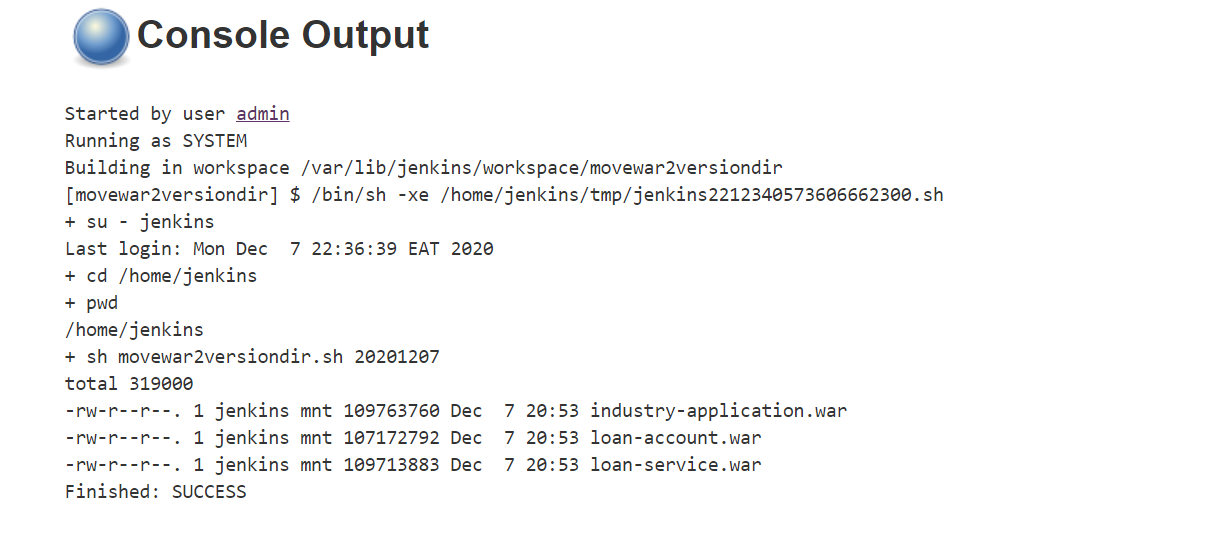 Console Output
Started by user admin
Running as SYSTEM
Building in workspace /var/lib/jenkins/workspace/movewar2versiondir
[movewar2versiondir] $ /bin/sh -xe /home/jenkins/tmp/jenkins2212340573606662300.sh
+ su - jenkins
Last login: Mon Dec  7 22:36:39 EAT 2020
+ cd /home/jenkins
+ pwd
/home/jenkins
+ sh movewar2versiondir.sh 20201207
total 319000
-rw-r--r--. 1 jenkins mnt 109763760 Dec  7 20:53 industry-application.war
-rw-r--r--. 1 jenkins mnt 107172792 Dec  7 20:53 loan-account.war
-rw-r--r--. 1 jenkins mnt 109713883 Dec  7 20:53 loan-service.war
Finished: SUCCESS